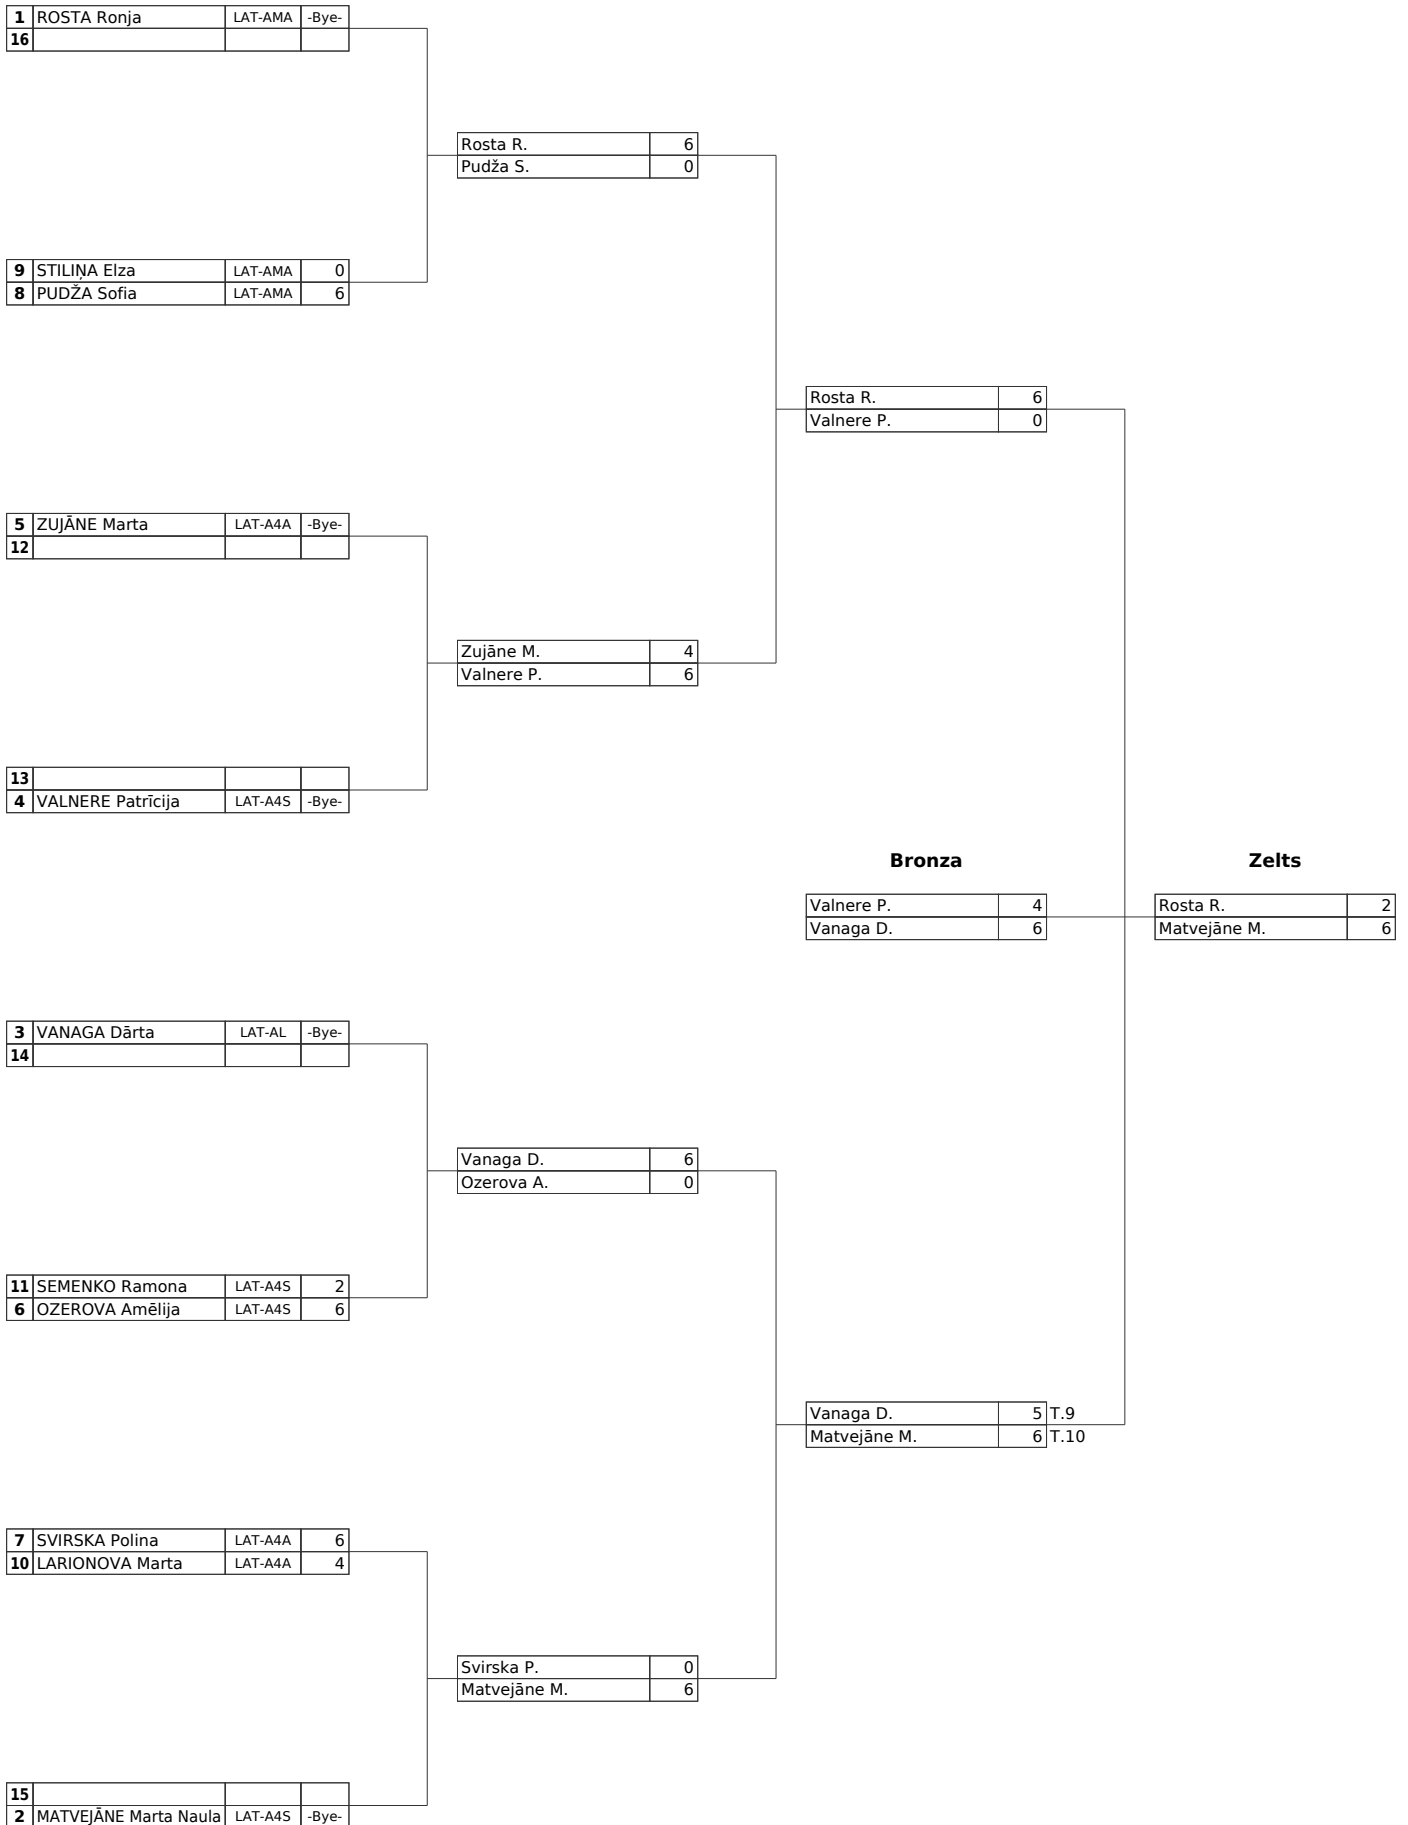 1 ROSTA Ronja LAT-AMA -Bye-
16
Rosta R. 6
Pudža S. 0
9 STILIŅA Elza LAT-AMA 0
8 PUDŽA Sofia LAT-AMA 6
Rosta R. 6
Valnere P. 0
5 ZUJĀNE Marta LAT-A4A -Bye-
12
Zujāne M. 4
Valnere P. 6
13
4 VALNERE Patrīcija LAT-A4S -Bye-
Bronza Zelts
Valnere P. 4 Rosta R. 2
Vanaga D. 6 Matvejāne M. 6
3 VANAGA Dārta LAT-AL -Bye-
14
Vanaga D. 6
Ozerova A. 0
11 SEMENKO Ramona LAT-A4S 2
6 OZEROVA Amēlija LAT-A4S 6
Vanaga D. 5 T.9
Matvejāne M. 6 T.10
7 SVIRSKA Polina LAT-A4A 6
10 LARIONOVA Marta LAT-A4A 4
Svirska P. 0
Matvejāne M. 6
15
2 MATVEJĀNE Marta Naula LAT-A4S -Bye-